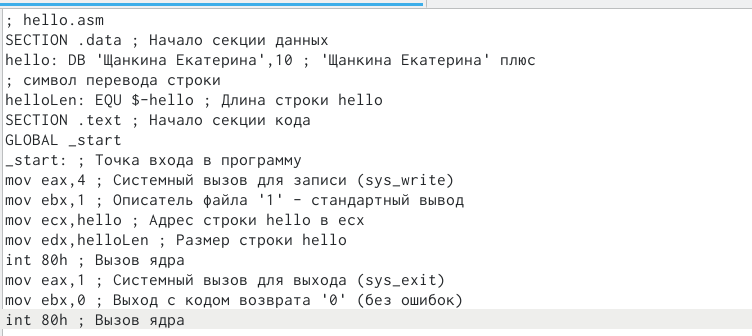 ; hello.asm
SECTION .data ; Начало секции данных
hello: DB 'Щанкина Екатерина',10 ; 'Щанкина Екатерина' плюс
; символ перевода строки
helloLen: EQU $-hello ; Длина строки hello
SECTION .text ; Начало секции кода
GLOBAL _start
_start: ; Точка входа в программу
mov eax,4 ; Системный вызов для записи (sys_write)
mov ebx,1 ; Описатель файла '1' - стандартный вывод
mov ecx,hello ; Адрес строки hello в ecx
mov edx,helloLen ; Размер строки hello
int 80h ; Вызов ядра
mov eax,1 ; Системный вызов для выхода (sys_exit)
mov ebx,0 ; Выход с кодом возврата '0' (без ошибок)
int 80h ; Вызов ядра